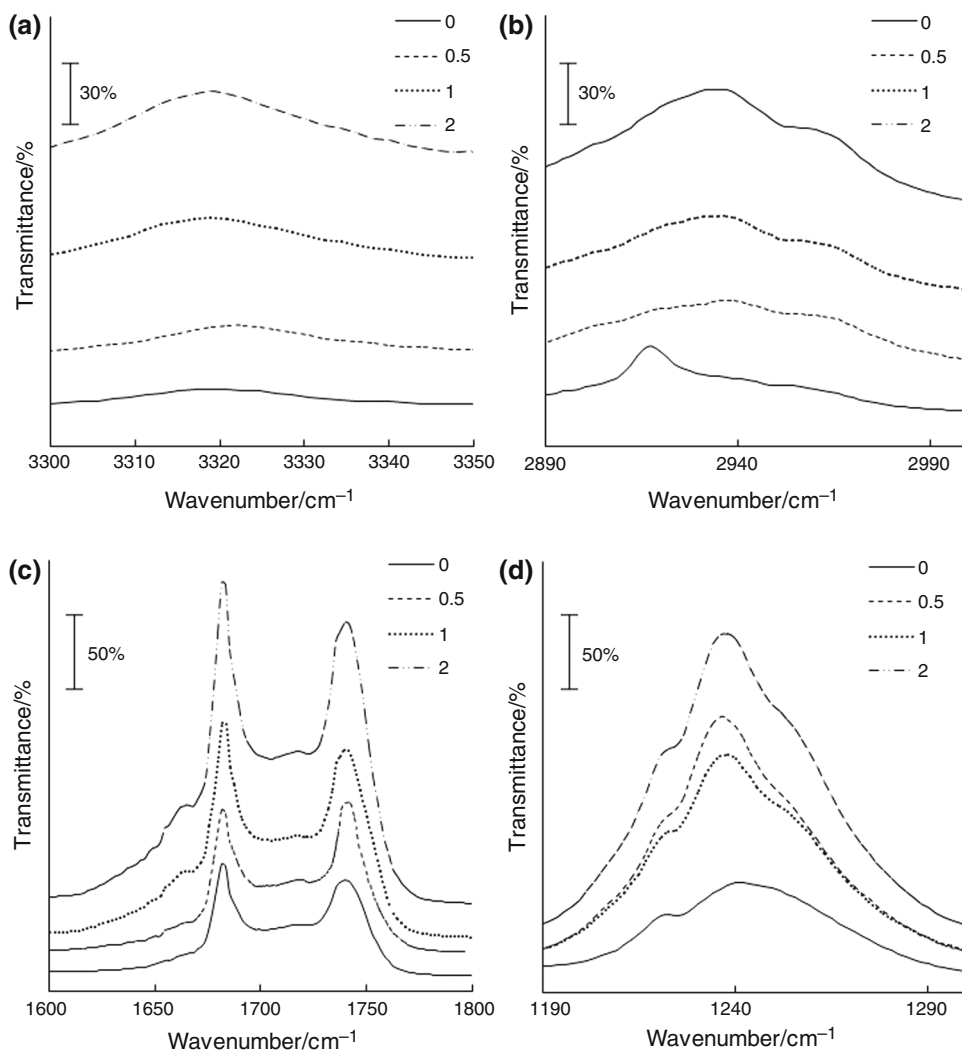 (a)
0
0.5
1
2
30%
Transmittance/%
3300 3310 3320 3330 3340 3350
Wavenumber/cm⁻¹
(b)
0
0.5
1
2
30%
Transmittance/%
2890 2940 2990
Wavenumber/cm⁻¹
(c)
0
0.5
1
2
50%
Transmittance/%
1600 1650 1700 1750 1800
Wavenumber/cm⁻¹
(d)
0
0.5
1
2
50%
Transmittance/%
1190 1240 1290
Wavenumber/cm⁻¹